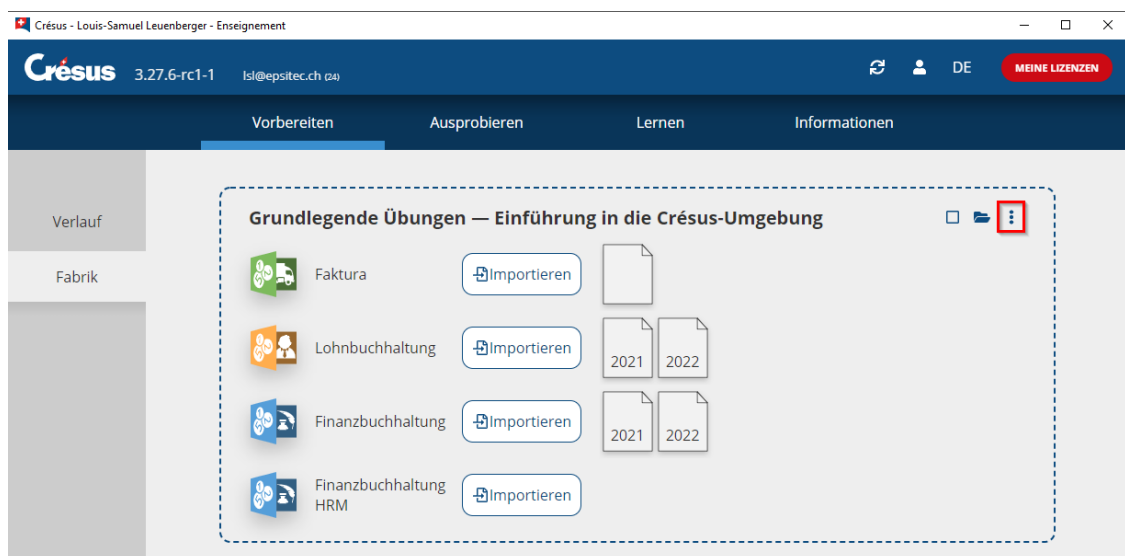 Crésus - Louis-Samuel Leuenberger - Enseignement
Crésus 3.27.6-rc1-1 lsl@epsitec.ch (24) DE MEINE LIZENZEN
Vorbereiten Ausprobieren Lernen Informationen
Verlauf
Fabrik
Grundlegende Übungen — Einführung in die Crésus-Umgebung
Faktura Importieren
Lohnbuchhaltung Importieren 2021 2022
Finanzbuchhaltung Importieren 2021 2022
Finanzbuchhaltung
HRM Importieren